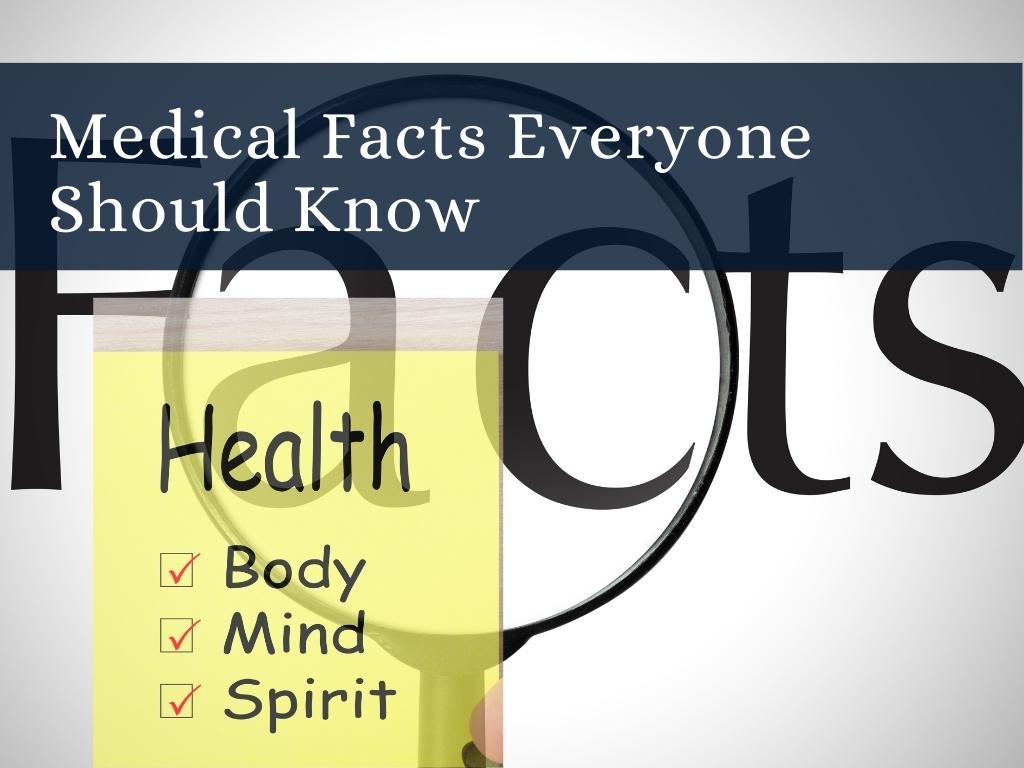 Medical Facts Everyone
Should Know
Facts
Health
Body
Mind
Spirit